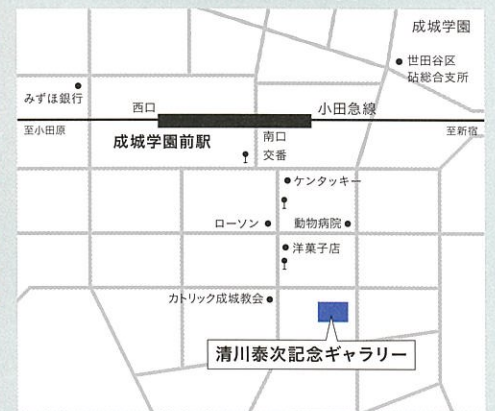 成城学園
世田谷区
砧総合支所
みずほ銀行
西口
小田急線
至小田原
成城学園前駅
南口
至新宿
交番
ケンタッキー
ローソン
動物病院
洋菓子店
カトリック成城教会
清川泰次記念ギャラリー